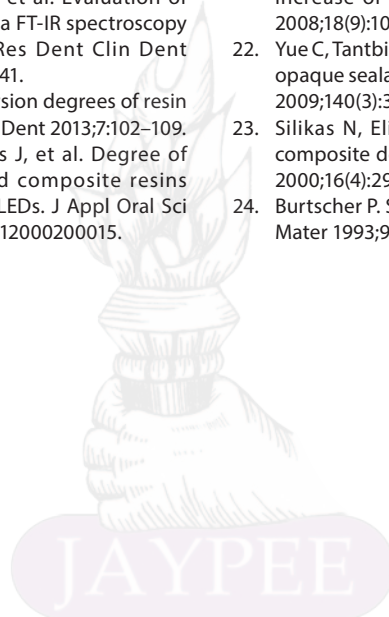 et al. Evaluation of
a FT-IR spectroscopy
Res Dent Clin Dent
41.
sion degrees of resin
Dent 2013;7:102–109.
s J, et al. Degree of
d composite resins
LEDs. J Appl Oral Sci
12000200015.
2008;18(9):10
22. Yue C, Tantbi
opaque seala
2009;140(3):3
23. Silikas N, Eli
composite d
2000;16(4):29
24. Burtscher P. S
Mater 1993;9
JAYPEE